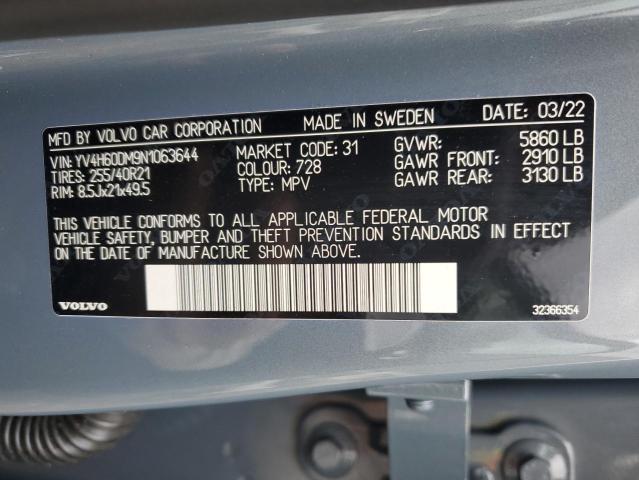 MFD BY VOLVO CAR CORPORATION MADE IN SWEDEN DATE: 03/22
VIN: YV4H60DM9N1063644 MARKET CODE: 31 GVWR: 5860 LB
TIRES: 255/40R21 COLOUR: 728 GAWR FRONT: 2910 LB
RIM: 8.5Jx21x49.5 TYPE: MPV GAWR REAR: 3130 LB
THIS VEHICLE CONFORMS TO ALL APPLICABLE FEDERAL MOTOR
VEHICLE SAFETY, BUMPER AND THEFT PREVENTION STANDARDS IN EFFECT
ON THE DATE OF MANUFACTURE SHOWN ABOVE.
VOLVO 32366354